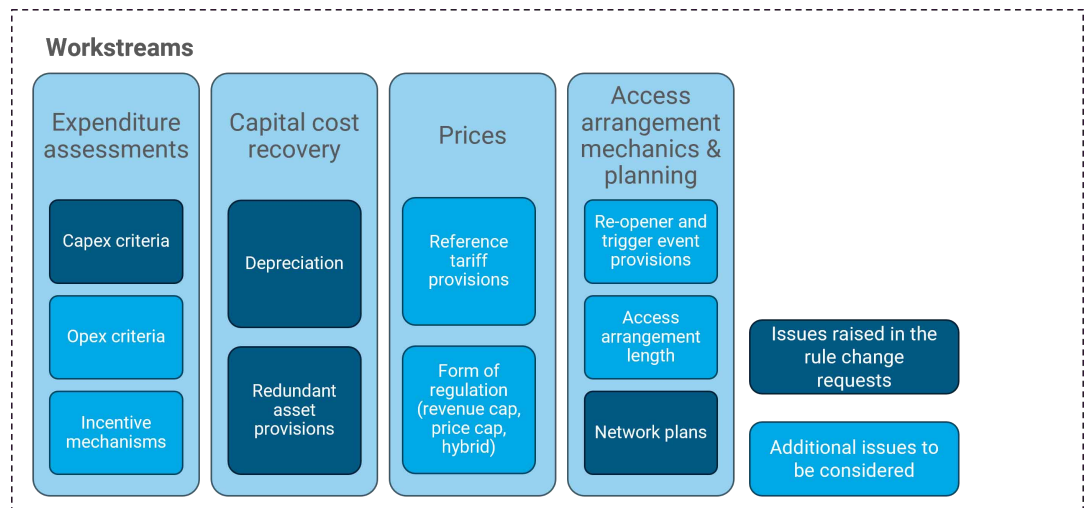 Workstreams
Expenditure
assessments
Capex criteria
Opex criteria
Incentive
mechanisms
Capital cost
recovery
Depreciation
Redundant
asset
provisions
Prices
Reference
tariff
provisions
Form of
regulation
(revenue cap,
price cap,
hybrid)
Access
arrangement
mechanics &
planning
Re-opener and
trigger event
provisions
Access
arrangement
length
Network plans
Issues raised in the
rule change
requests
Additional issues to
be considered